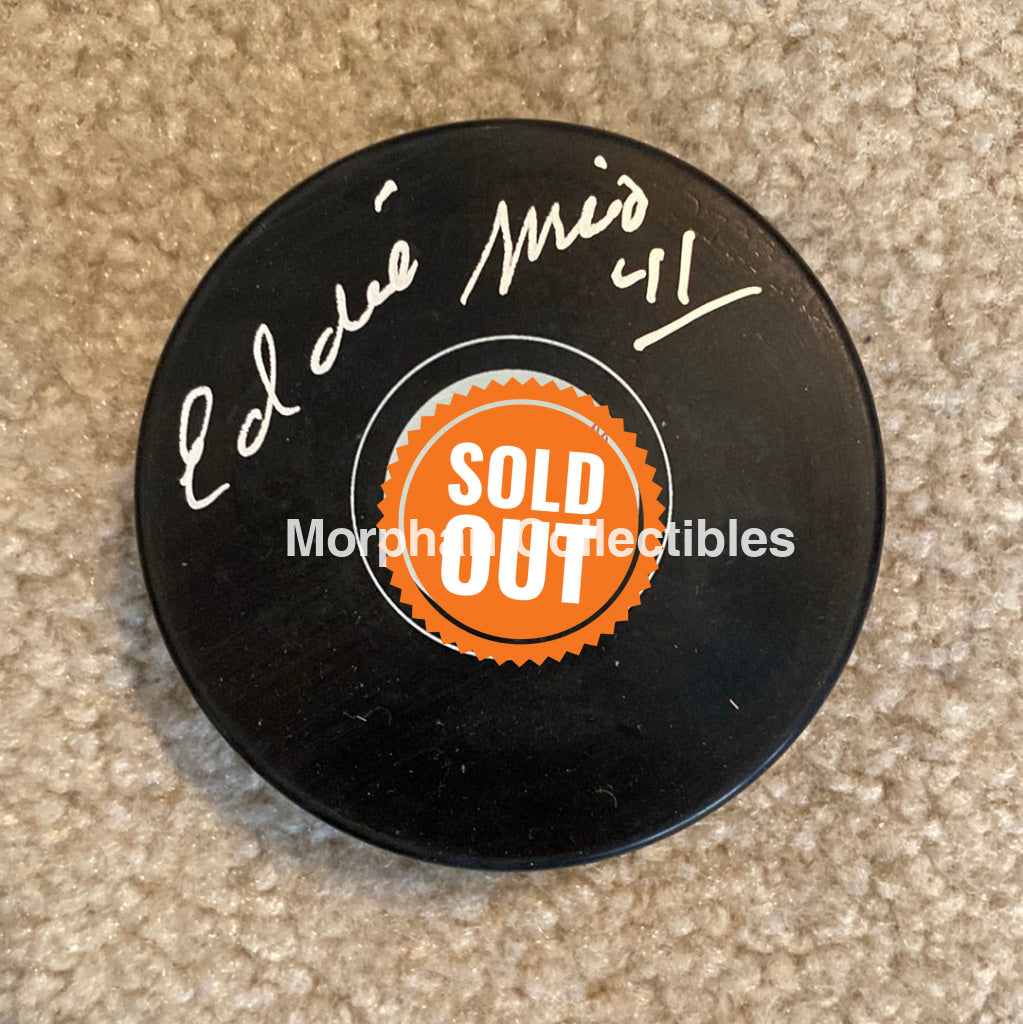 Eddie Mio
41
SOLD
OUT
Morphan Collectibles